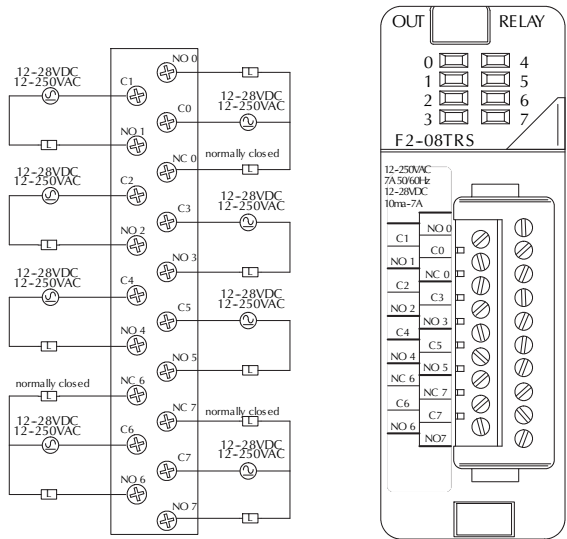 NO 0
L
12-28VDC
12-250VAC
C1
12-28VDC
12-250VAC
C0
NO 1
L
normally closed
NC 0
L
12-28VDC
12-250VAC
C2
12-28VDC
12-250VAC
C3
NO 2
L
NO 3
L
12-28VDC
12-250VAC
C4
12-28VDC
12-250VAC
C5
NO 4
L
NO 5
L
normally closed
NC 6
L
NC 7
normally closed
L
12-28VDC
12-250VAC
C6
12-28VDC
12-250VAC
C7
NO 6
L
NO 7
L
OUT RELAY
0 4
1 5
2 6
3 7
F2-08TRS
12-250VAC
7A 50/60Hz
12-28VDC
10ma-7A
NO 0
C1
C0
NO 1
NC 0
C2
C3
NO 2
NO 3
C4
C5
NO 4
NO 5
NC 6
NC 7
C6
C7
NO 6
NO7